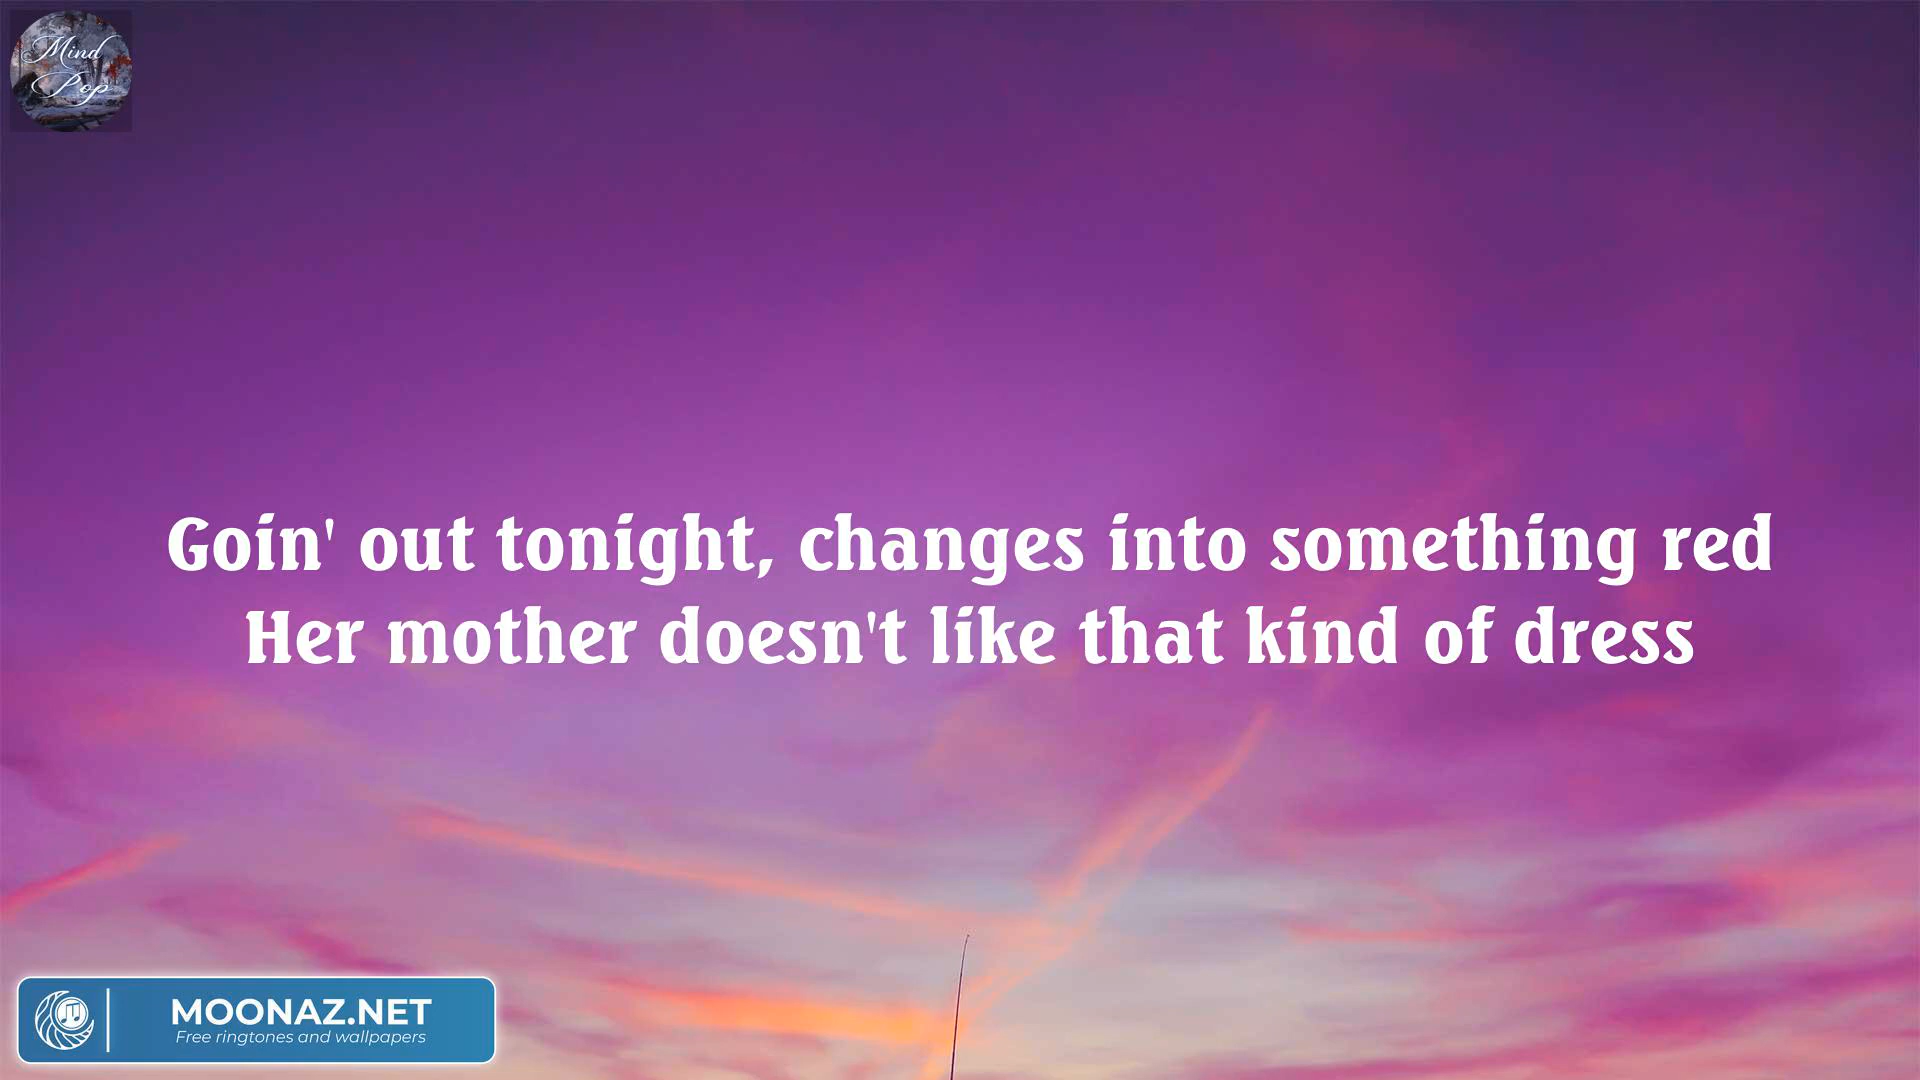 Mind
Pop
Goin' out tonight, changes into something red
Her mother doesn't like that kind of dress
MOONAZ.NET
Free ringtones and wallpapers